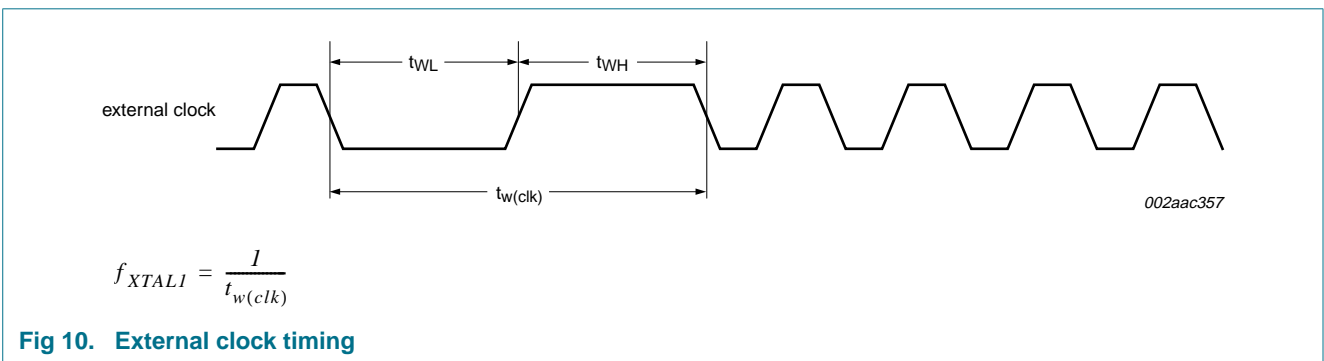 tWL
tWH
external clock
tw(clk)
002aac357
fXTAL1 = 1
tw(clk)
Fig 10. External clock timing